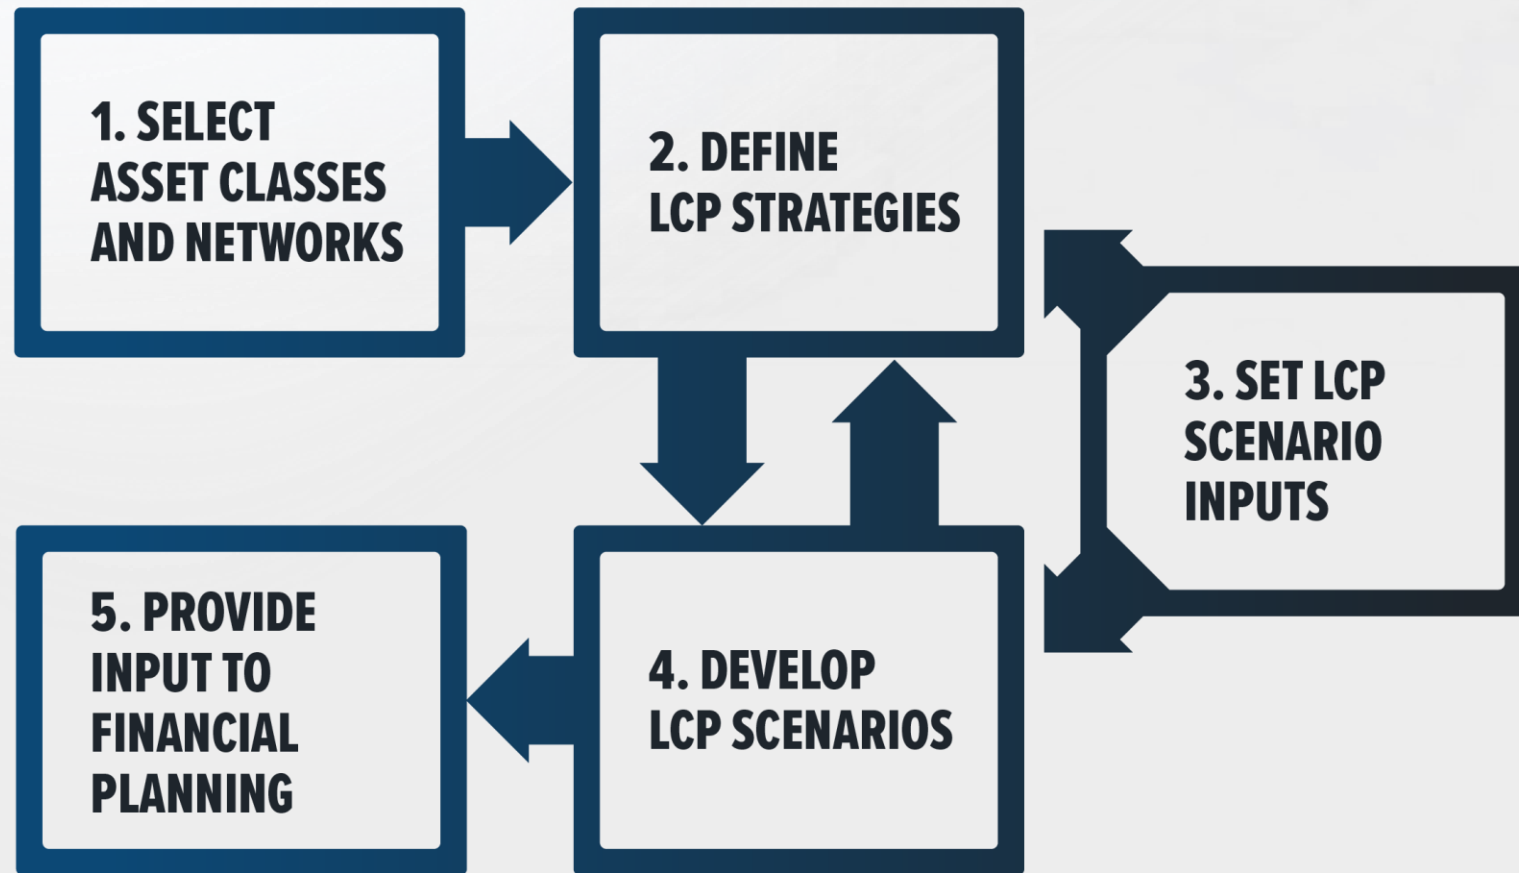 1. SELECT
ASSET CLASSES
AND NETWORKS
2. DEFINE
LCP STRATEGIES
3. SET LCP
SCENARIO
INPUTS
4. DEVELOP
LCP SCENARIOS
5. PROVIDE
INPUT TO
FINANCIAL
PLANNING